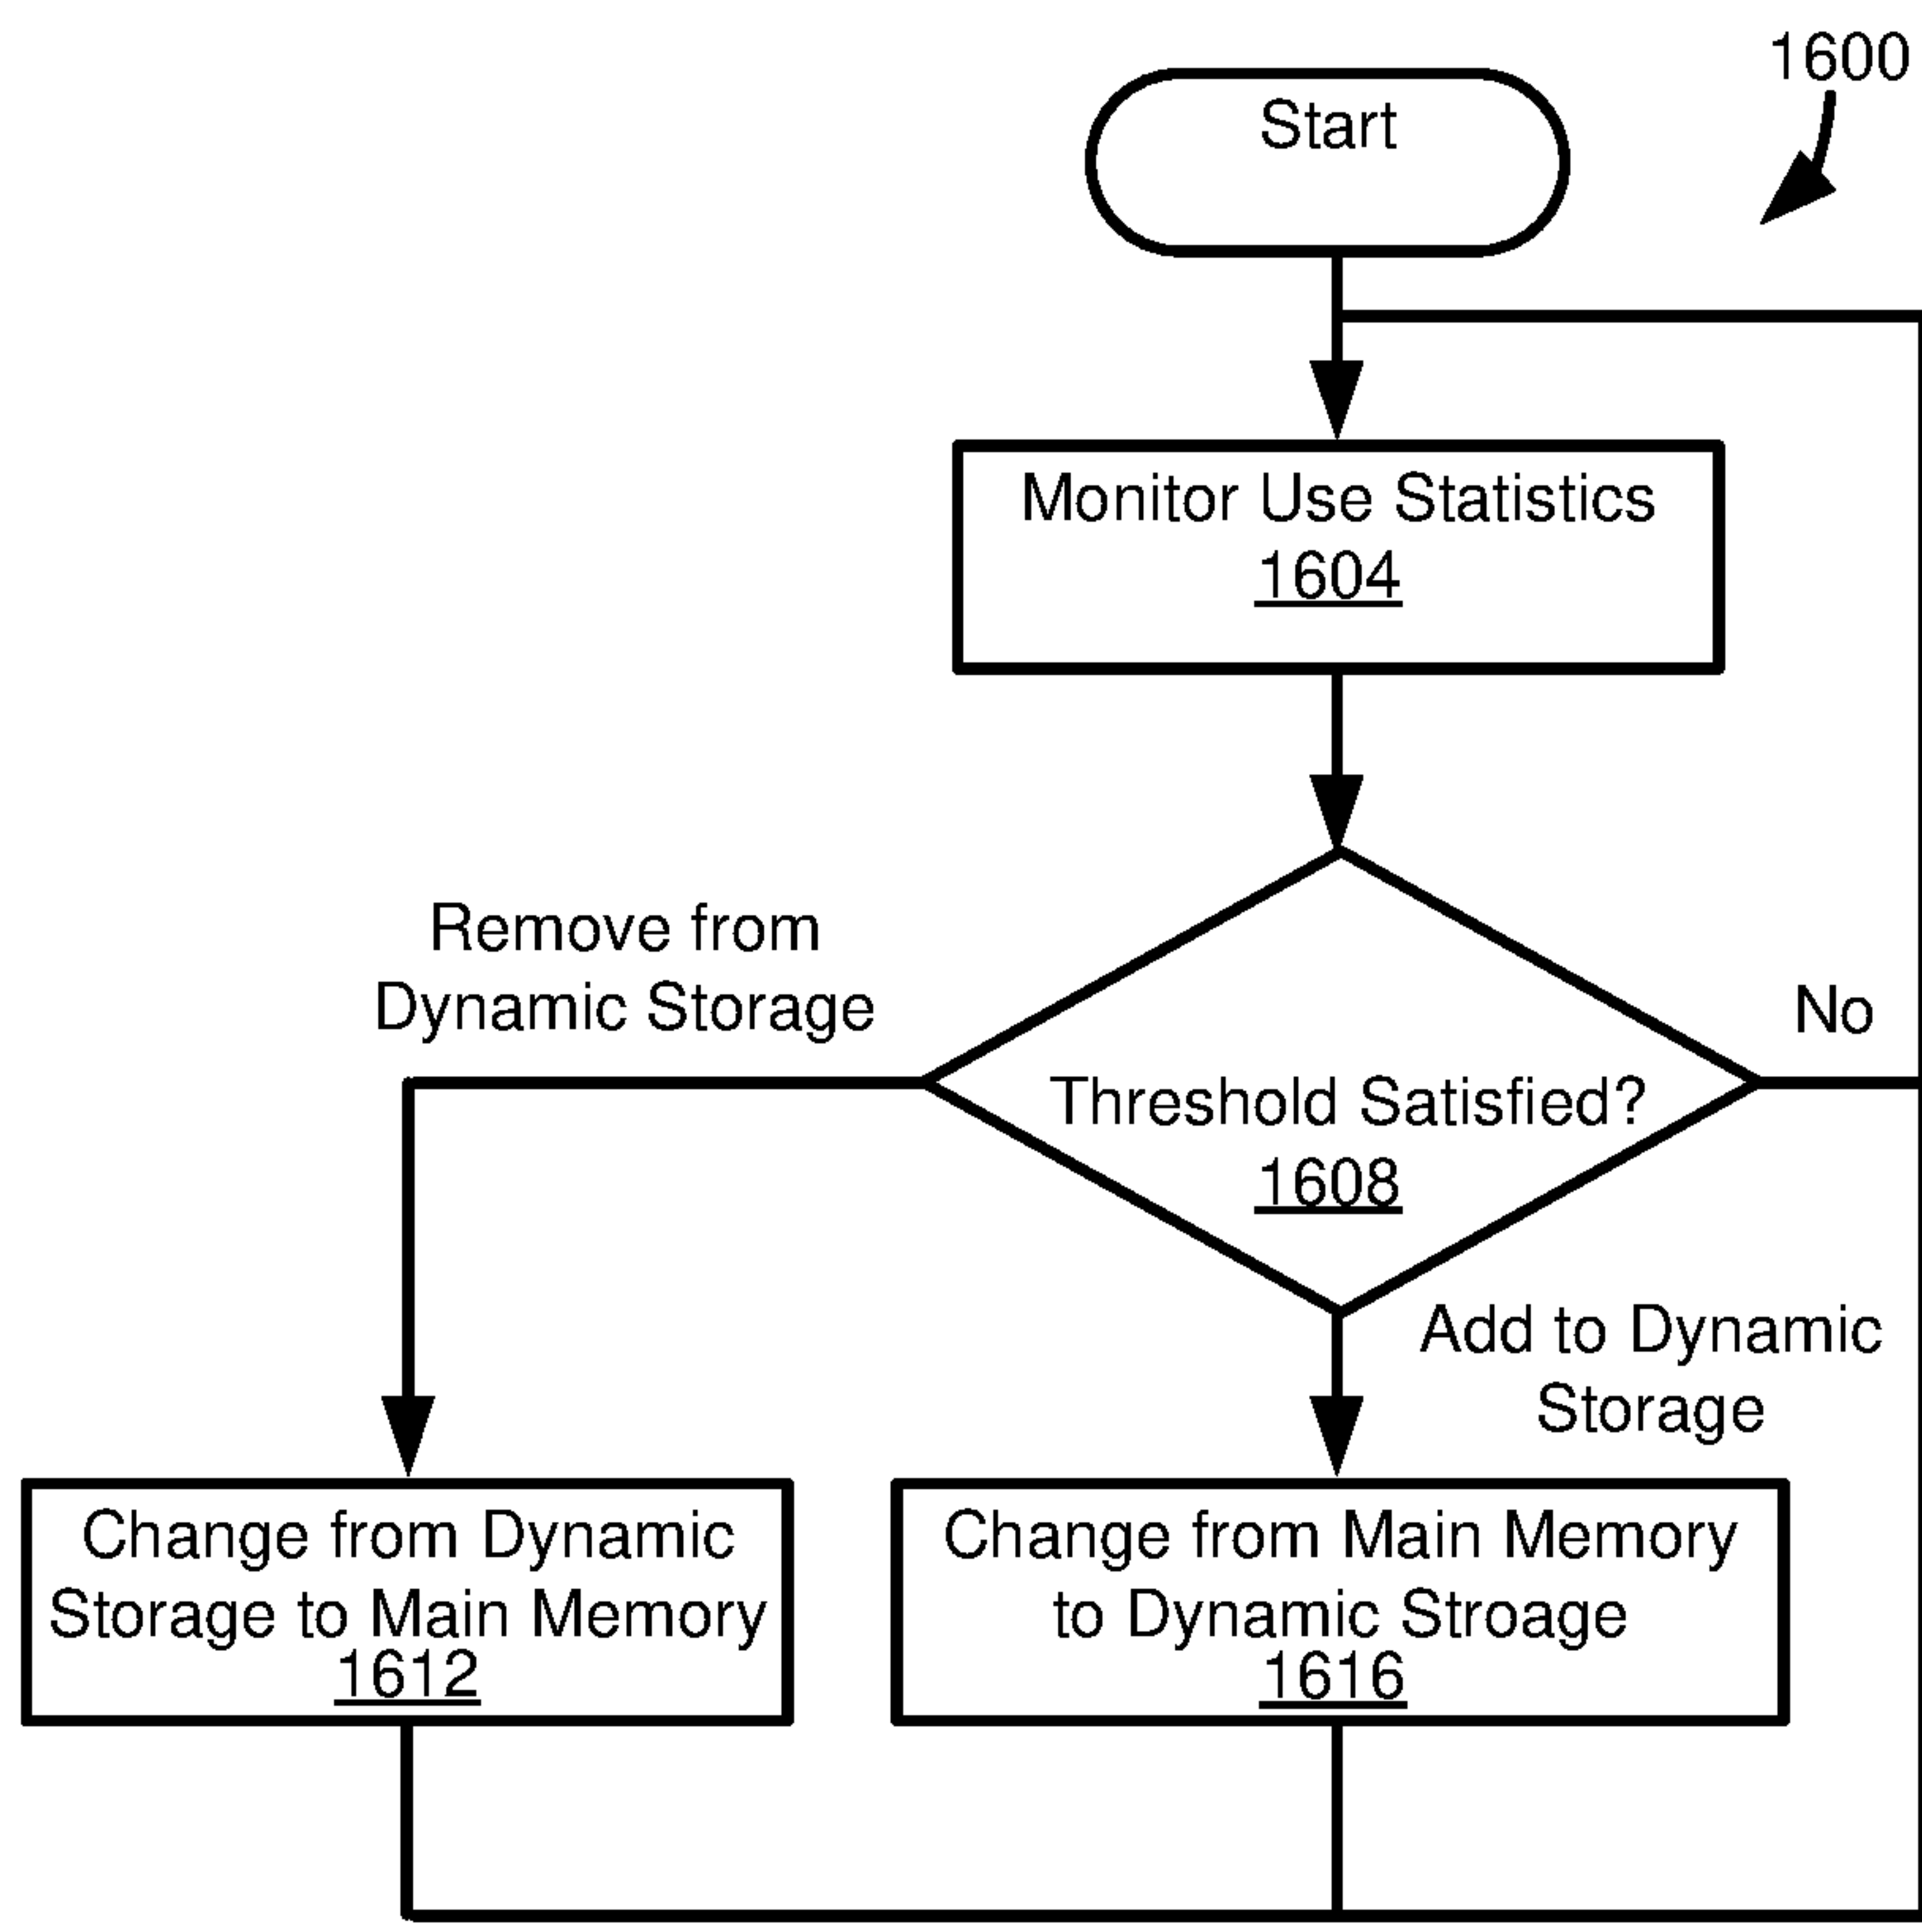 1600
Start
Monitor Use Statistics
1604
Remove from
Dynamic Storage
No
Threshold Satisfied?
1608
Add to Dynamic
Storage
Change from Dynamic
Storage to Main Memory
1612
Change from Main Memory
to Dynamic Stroage
1616